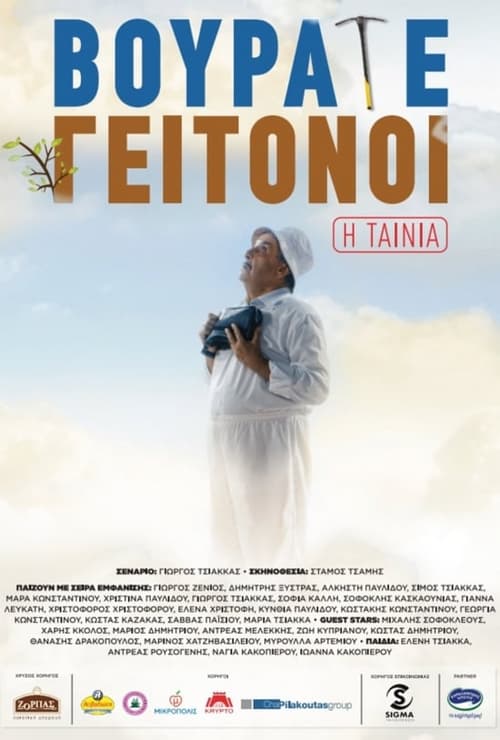 ΒΟΥΡΑΤΕ
ΓΕΙΤΟΝΟΙ
Η ΤΑΙΝΙΑ
ΣΕΝΑΡΙΟ: ΓΙΩΡΓΟΣ ΤΣΙΑΚΚΑΣ • ΣΚΗΝΟΘΕΣΙΑ: ΣΤΑΜΟΣ ΤΣΑΜΗΣ
ΠΑΙΖΟΥΝ ΜΕ ΣΕΙΡΑ ΕΜΦΑΝΙΣΗΣ: ΓΙΩΡΓΟΣ ΖΕΝΙΟΣ, ΔΗΜΗΤΡΗΣ ΞΥΣΤΡΑΣ, ΑΛΚΗΣΤΗ ΠΑΥΛΙΔΟΥ, ΣΙΜΟΣ ΤΣΙΑΚΚΑΣ,
ΜΑΡΑ ΚΩΝΣΤΑΝΤΙΝΟΥ, ΧΡΙΣΤΙΝΑ ΠΑΥΛΙΔΟΥ, ΓΙΩΡΓΟΣ ΤΣΙΑΚΚΑΣ, ΣΟΦΙΑ ΚΑΛΛΗ, ΣΟΦΟΚΛΗΣ ΚΑΣΚΑΟΥΝΙΑΣ, ΓΙΑΝΝΑ
ΛΕΥΚΑΤΗ, ΧΡΙΣΤΟΦΟΡΟΣ ΧΡΙΣΤΟΦΟΡΟΥ, ΕΛΕΝΑ ΧΡΙΣΤΟΦΗ, ΚΥΝΘΙΑ ΠΑΥΛΙΔΟΥ, ΚΩΣΤΑΚΗΣ ΚΩΝΣΤΑΝΤΙΝΟΥ, ΓΕΩΡΓΙΑ
ΚΩΝΣΤΑΝΤΙΝΟΥ, ΚΩΣΤΑΣ ΚΑΖΑΚΑΣ, ΣΑΒΒΑΣ ΠΑΪΣΙΟΥ, ΜΑΡΙΑ ΤΣΙΑΚΚΑ • GUEST STARS: ΜΙΧΑΛΗΣ ΣΟΦΟΚΛΕΟΥΣ,
ΧΑΡΗΣ ΚΚΟΛΟΣ, ΜΑΡΙΟΣ ΔΗΜΗΤΡΙΟΥ, ΑΝΤΡΕΑΣ ΜΕΛΕΚΚΗΣ, ΖΩΗ ΚΥΠΡΙΑΝΟΥ, ΚΩΣΤΑΣ ΔΗΜΗΤΡΙΟΥ,
ΘΑΝΑΣΗΣ ΔΡΑΚΟΠΟΥΛΟΣ, ΜΑΡΙΝΟΣ ΧΑΤΖΗΒΑΣΙΛΕΙΟΥ, ΜΥΡΟΥΛΛΑ ΑΡΤΕΜΙΟΥ • ΠΑΙΔΙΑ: ΕΛΕΝΗ ΤΣΙΑΚΚΑ,
ΑΝΤΡΕΑΣ ΡΟΥΣΟΓΕΝΗΣ, ΝΑΓΙΑ ΚΑΚΟΠΙΕΡΟΥ, ΙΩΑΝΝΑ ΚΑΚΟΠΙΕΡΟΥ
ΧΡΥΣΟΣ ΧΟΡΗΓΟΣ ΧΟΡΗΓΟΙ ΧΟΡΗΓΟΣ ΕΠΙΚΟΙΝΩΝΙΑΣ PARTNER
ΖΟΡΠΑΣ ΜΙΚΡΟΠΟΛΙΣ KRYPTO ChaPilakoutasgroup SIGMA